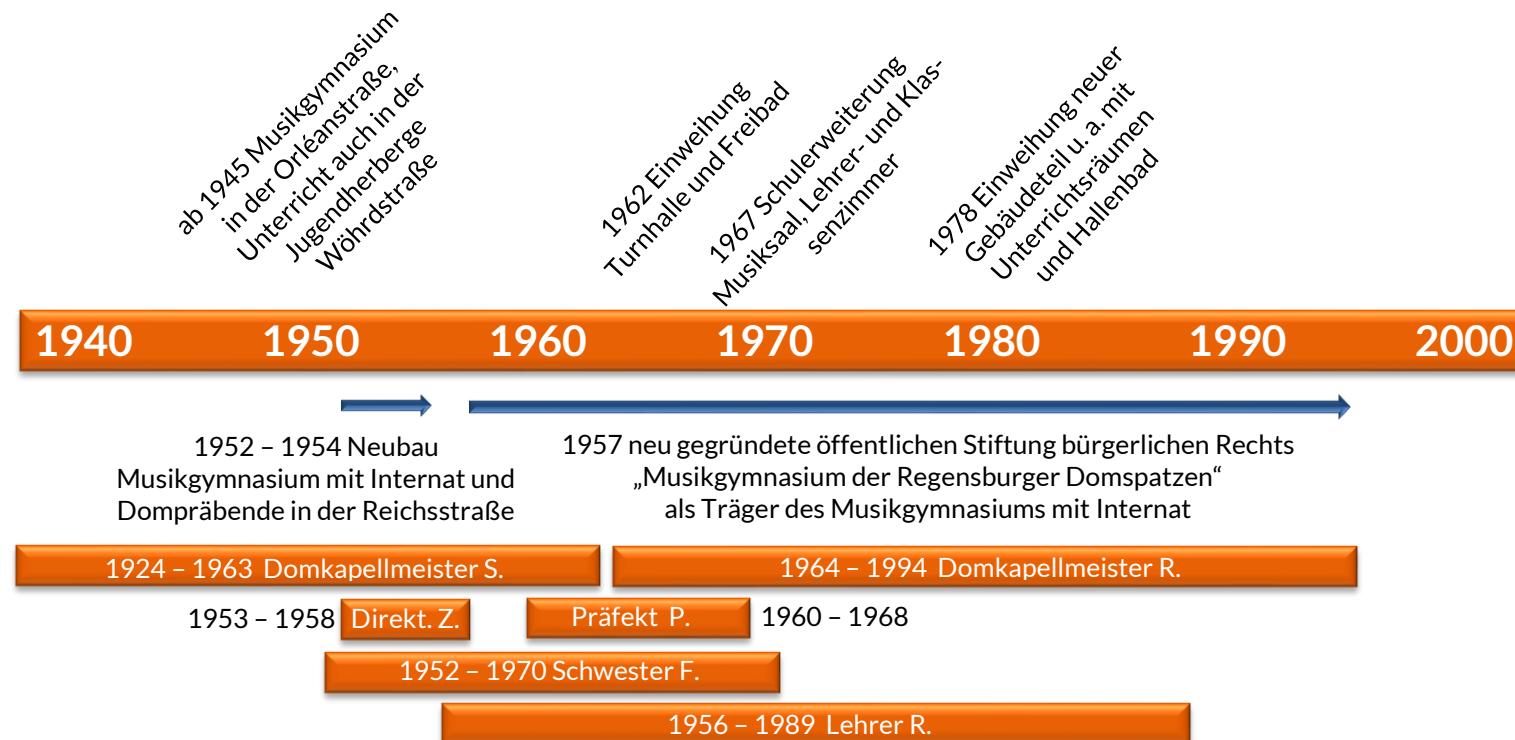 ab 1945 Musikgymnasium
in der Orléanstraße,
Unterricht auch in der
Jugendherberge
Wöhrdstraße
1962 Einweihung
Turnhalle und Freibad
1967 Schulerweiterung
Musiksaal, Lehrer- und Klas-
senzimmer
1978 Einweihung neuer
Gebäudeteil u. a. mit
Unterrichtsräumen
und Hallenbad
1940 1950 1960 1970 1980 1990 2000
1952 – 1954 Neubau
Musikgymnasium mit Internat und
Dompräbende in der Reichsstraße
1957 neu gegründete öffentlichen Stiftung bürgerlichen Rechts
„Musikgymnasium der Regensburger Domspatzen“
als Träger des Musikgymnasiums mit Internat
1924 – 1963 Domkapellmeister S.
1964 – 1994 Domkapellmeister R.
1953 – 1958 Direkt. Z.
Präfekt P. 1960 – 1968
1952 – 1970 Schwester F.
1956 – 1989 Lehrer R.